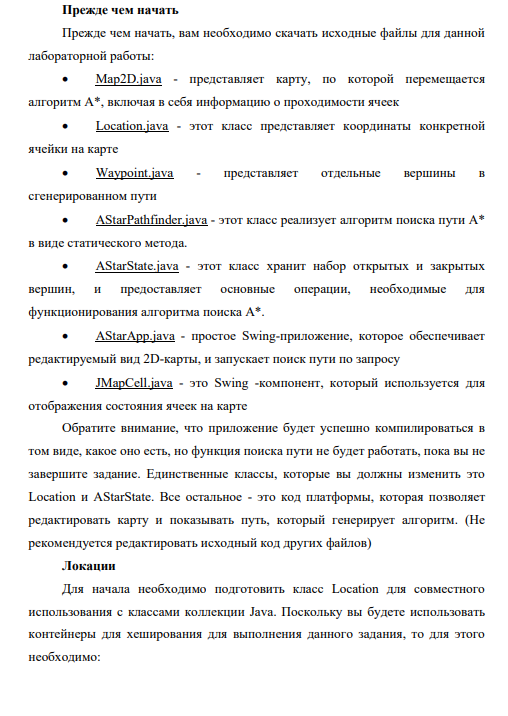 Прежде чем начать
Прежде чем начать, вам необходимо скачать исходные файлы для данной
лабораторной работы:
• Map2D.java - представляет карту, по которой перемещается
алгоритм A*, включая в себя информацию о проходимости ячеек
• Location.java - этот класс представляет координаты конкретной
ячейки на карте
• Waypoint.java - представляет отдельные вершины в
сгенерированном пути
• AStarPathfinder.java - этот класс реализует алгоритм поиска пути A*
в виде статического метода.
• AStarState.java - этот класс хранит набор открытых и закрытых
вершин, и предоставляет основные операции, необходимые для
функционирования алгоритма поиска A*.
• AStarApp.java - простое Swing-приложение, которое обеспечивает
редактируемый вид 2D-карты, и запускает поиск пути по запросу
• JMapCell.java - это Swing -компонент, который используется для
отображения состояния ячеек на карте
Обратите внимание, что приложение будет успешно компилироваться в
том виде, какое оно есть, но функция поиска пути не будет работать, пока вы не
завершите задание. Единственные классы, которые вы должны изменить это
Location и AStarState. Все остальное - это код платформы, которая позволяет
редактировать карту и показывать путь, который генерирует алгоритм. (Не
рекомендуется редактировать исходный код других файлов)
Локации
Для начала необходимо подготовить класс Location для совместного
использования с классами коллекции Java. Поскольку вы будете использовать
контейнеры для хеширования для выполнения данного задания, то для этого
необходимо: